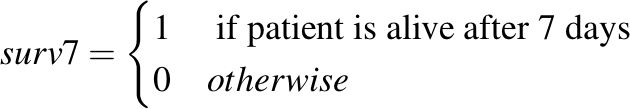 surv7 = { 1 if patient is alive after 7 days
0 otherwise